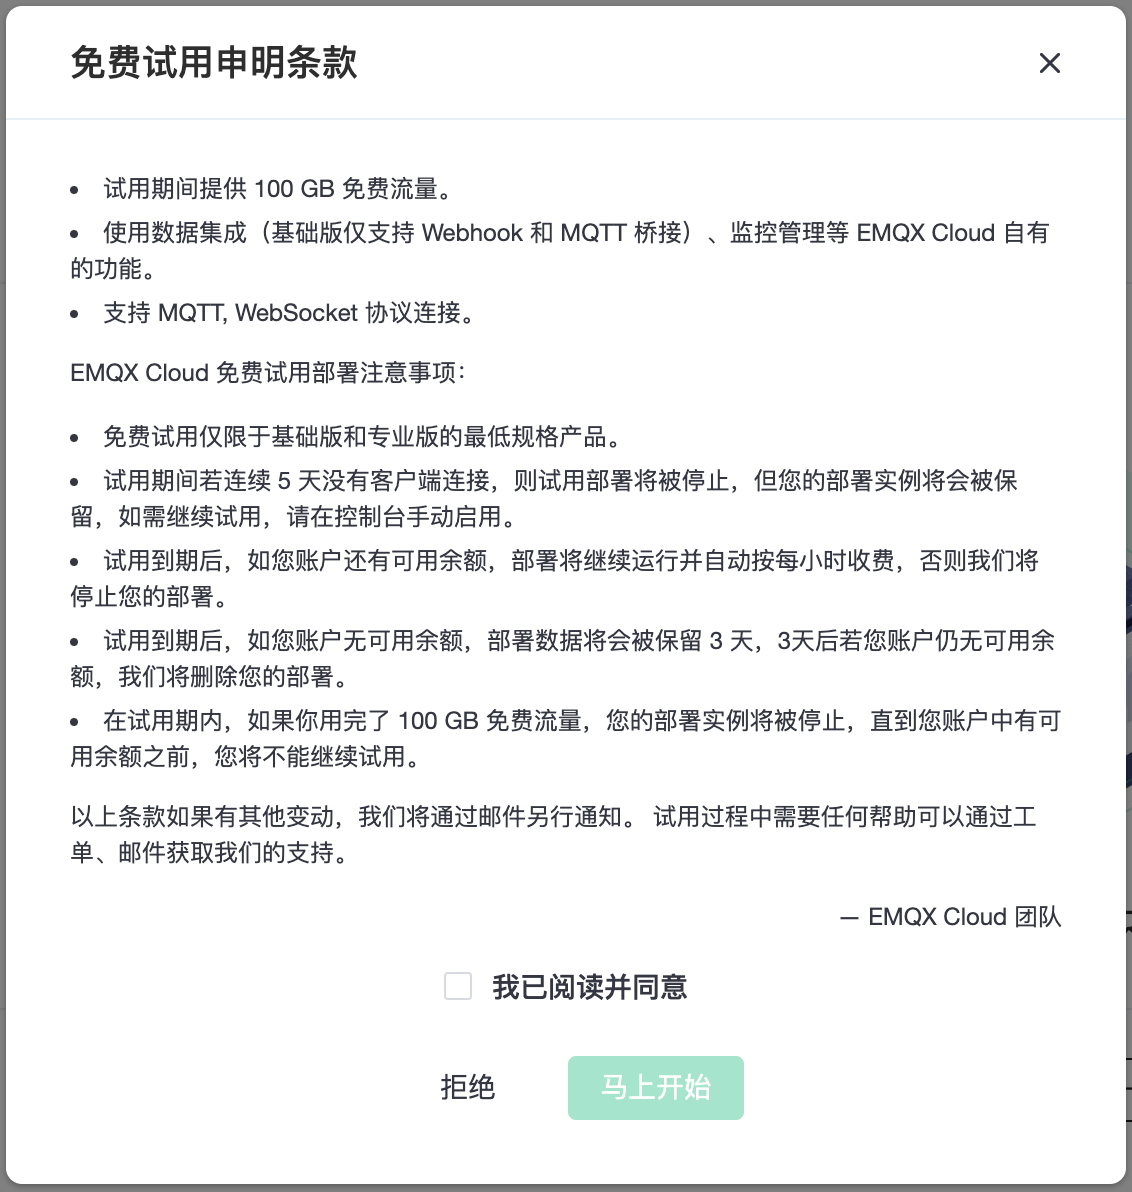 免费试用申明条款
• 试用期间提供 100 GB 免费流量。
• 使用数据集成（基础版仅支持 Webhook 和 MQTT 桥接）、监控管理等 EMQX Cloud 自有
的功能。
• 支持 MQTT, WebSocket 协议连接。
EMQX Cloud 免费试用部署注意事项：
• 免费试用仅限于基础版和专业版的最低规格产品。
• 试用期间若连续 5 天没有客户端连接，则试用部署将被停止，但您的部署实例将会被保
留，如需继续试用，请在控制台手动启用。
• 试用到期后，如您账户还有可用余额，部署将继续运行并自动按每小时收费，否则我们将
停止您的部署。
• 试用到期后，如您账户无可用余额，部署数据将会被保留 3 天，3天后若您账户仍无可用余
额，我们将删除您的部署。
• 在试用期内，如果你用完了 100 GB 免费流量，您的部署实例将被停止，直到您账户中有可
用余额之前，您将不能继续试用。
以上条款如果有其他变动，我们将通过邮件另行通知。 试用过程中需要任何帮助可以通过工
单、邮件获取我们的支持。
— EMQX Cloud 团队
我已阅读并同意
拒绝
马上开始